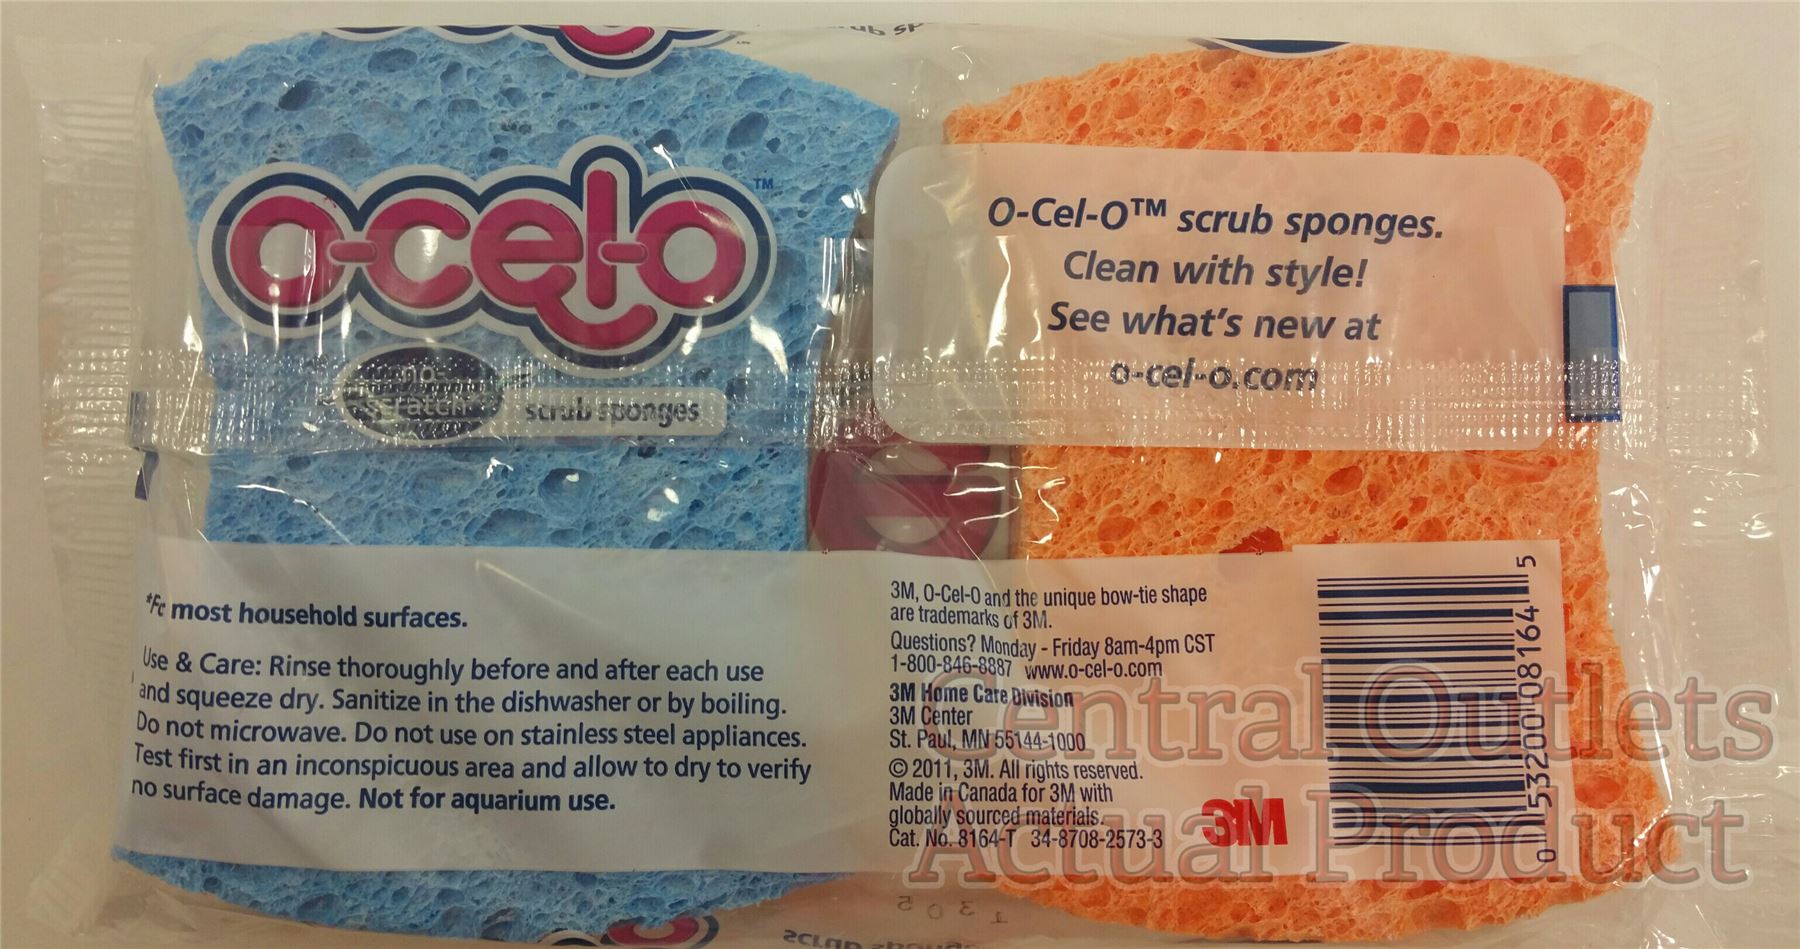 o-cel-o™
no-
scratch*
scrub sponges
O-Cel-O™ scrub sponges.
Clean with style!
See what's new at
o-cel-o.com
most household surfaces.
Use & Care: Rinse thoroughly before and after each use
and squeeze dry. Sanitize in the dishwasher or by boiling.
Do not microwave. Do not use on stainless steel appliances.
Test first in an inconspicuous area and allow to dry to verify
no surface damage. Not for aquarium use.
3M, O-Cel-O and the unique bow-tie shape
are trademarks of 3M.
Questions? Monday - Friday 8am-4pm CST
1-800-846-8887 www.o-cel-o.com
3M Home Care Division
3M Center
St. Paul, MN 55144-1000
© 2011, 3M. All rights reserved.
Made in Canada for 3M with
globally sourced materials.
Cat. No. 8164-T 34-8708-2573-3
3M
0 53200 08164 5
Central Outlets
Actual Product
1305